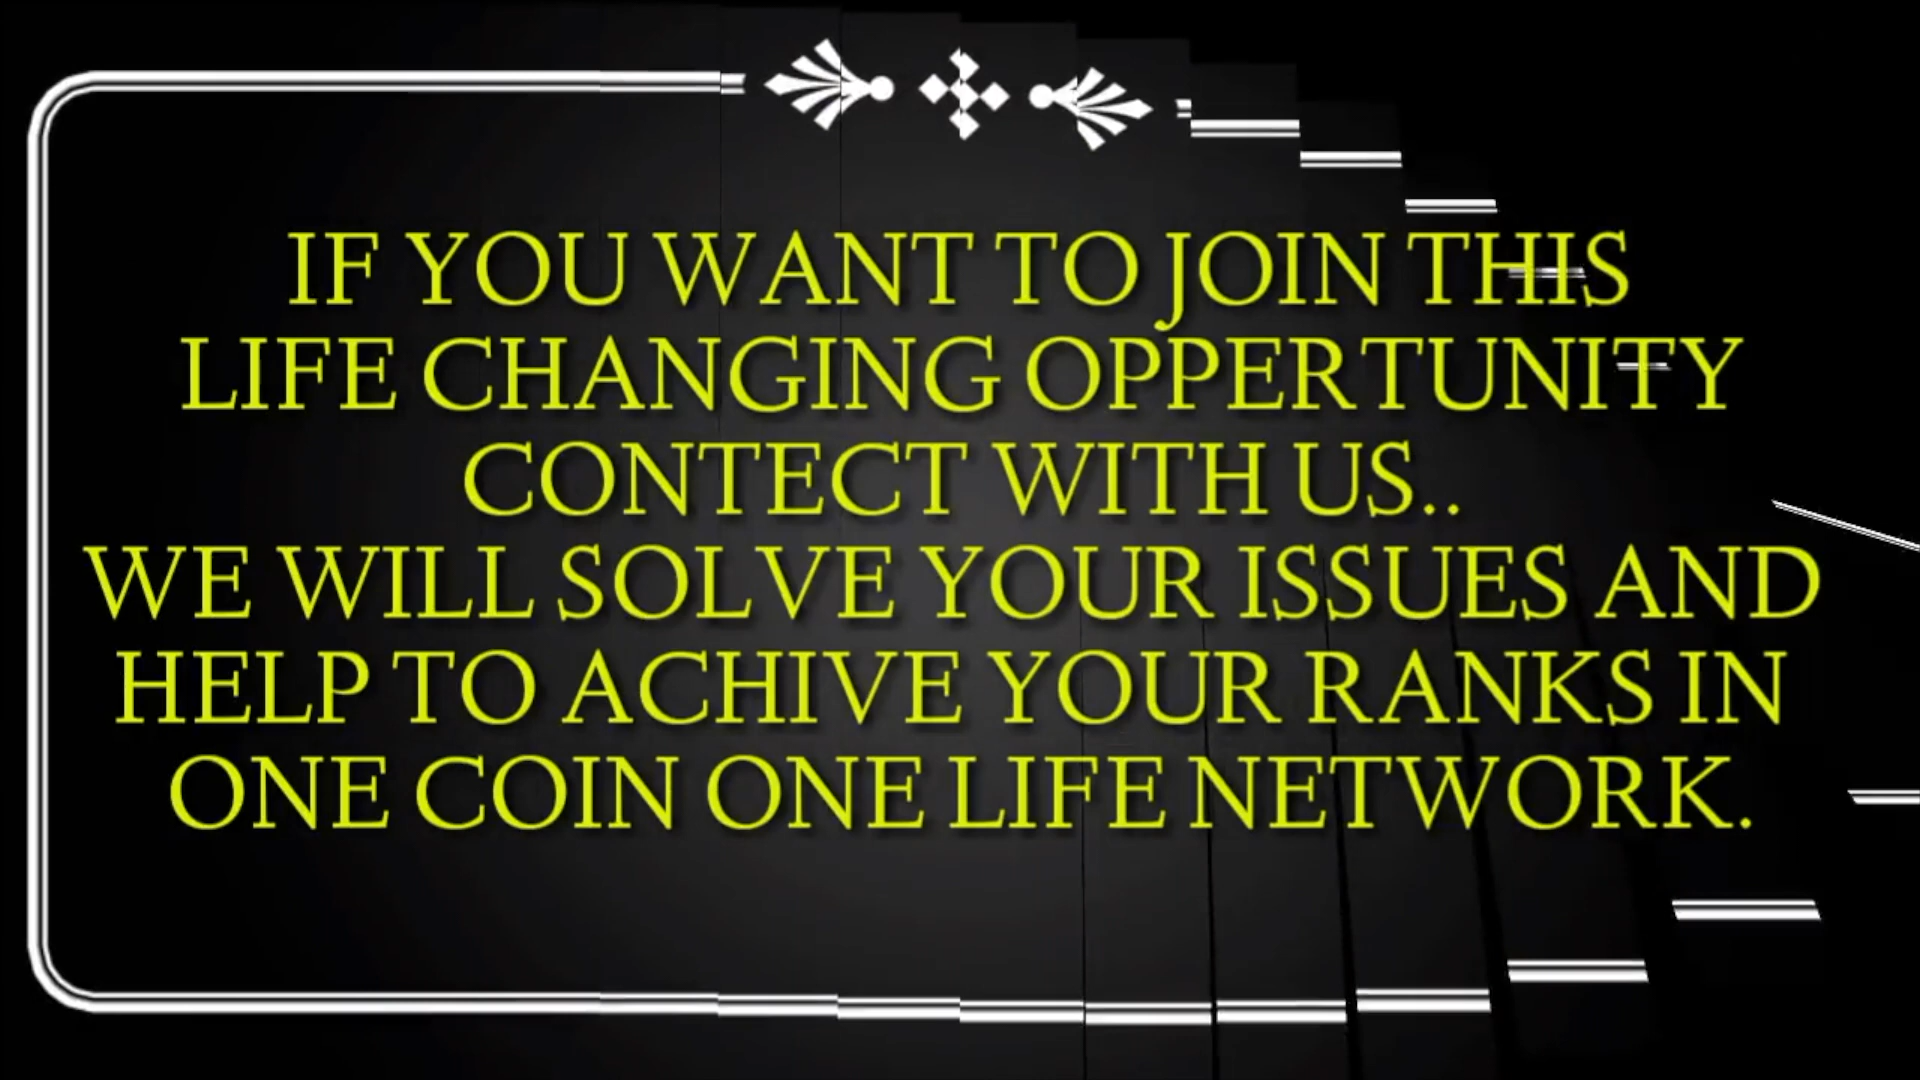 IF YOU WANT TO JOIN THIS
LIFE CHANGING OPPERTUNITY
CONTECT WITH US..
WE WILL SOLVE YOUR ISSUES AND
HELP TO ACHIVE YOUR RANKS IN
ONE COIN ONE LIFE NETWORK.